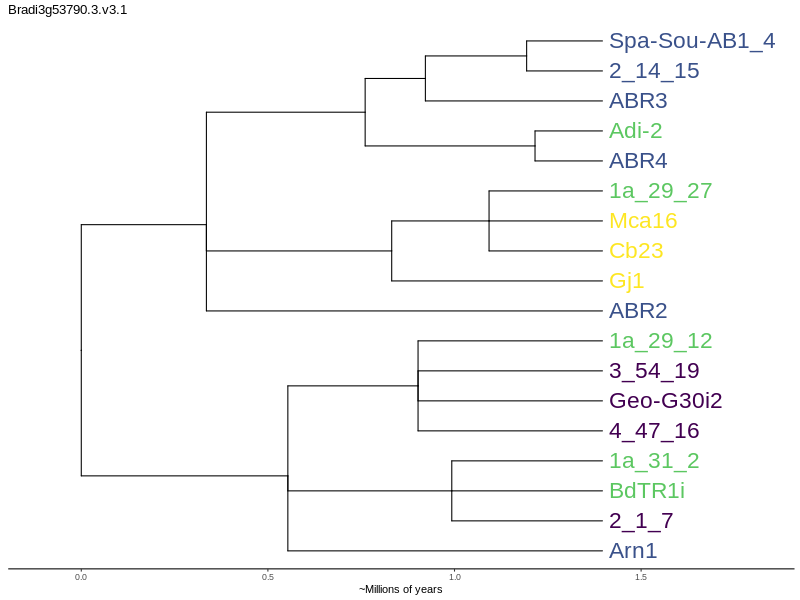 Bradi3g53790.3.v3.1
Spa-Sou-AB1_4
2_14_15
ABR3
Adi-2
ABR4
1a_29_27
Mca16
Cb23
Gj1
ABR2
1a_29_12
3_54_19
Geo-G30i2
4_47_16
1a_31_2
BdTR1i
2_1_7
Arn1
0.0 0.5 1.0 1.5
~Millions of years